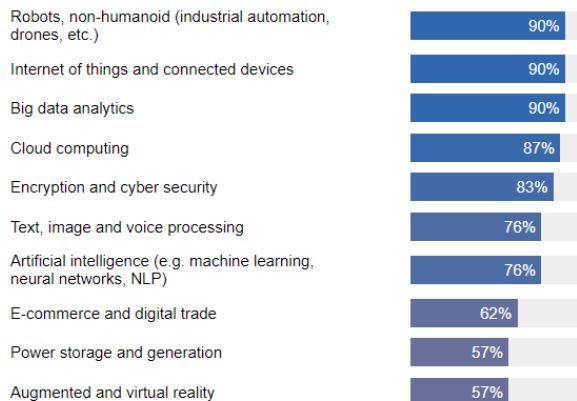 Robots, non-humanoid (industrial automation,
drones, etc.)
90%
Internet of things and connected devices
90%
Big data analytics
90%
Cloud computing
87%
Encryption and cyber security
83%
Text, image and voice processing
76%
Artificial intelligence (e.g. machine learning,
neural networks, NLP)
76%
E-commerce and digital trade
62%
Power storage and generation
57%
Augmented and virtual reality
57%